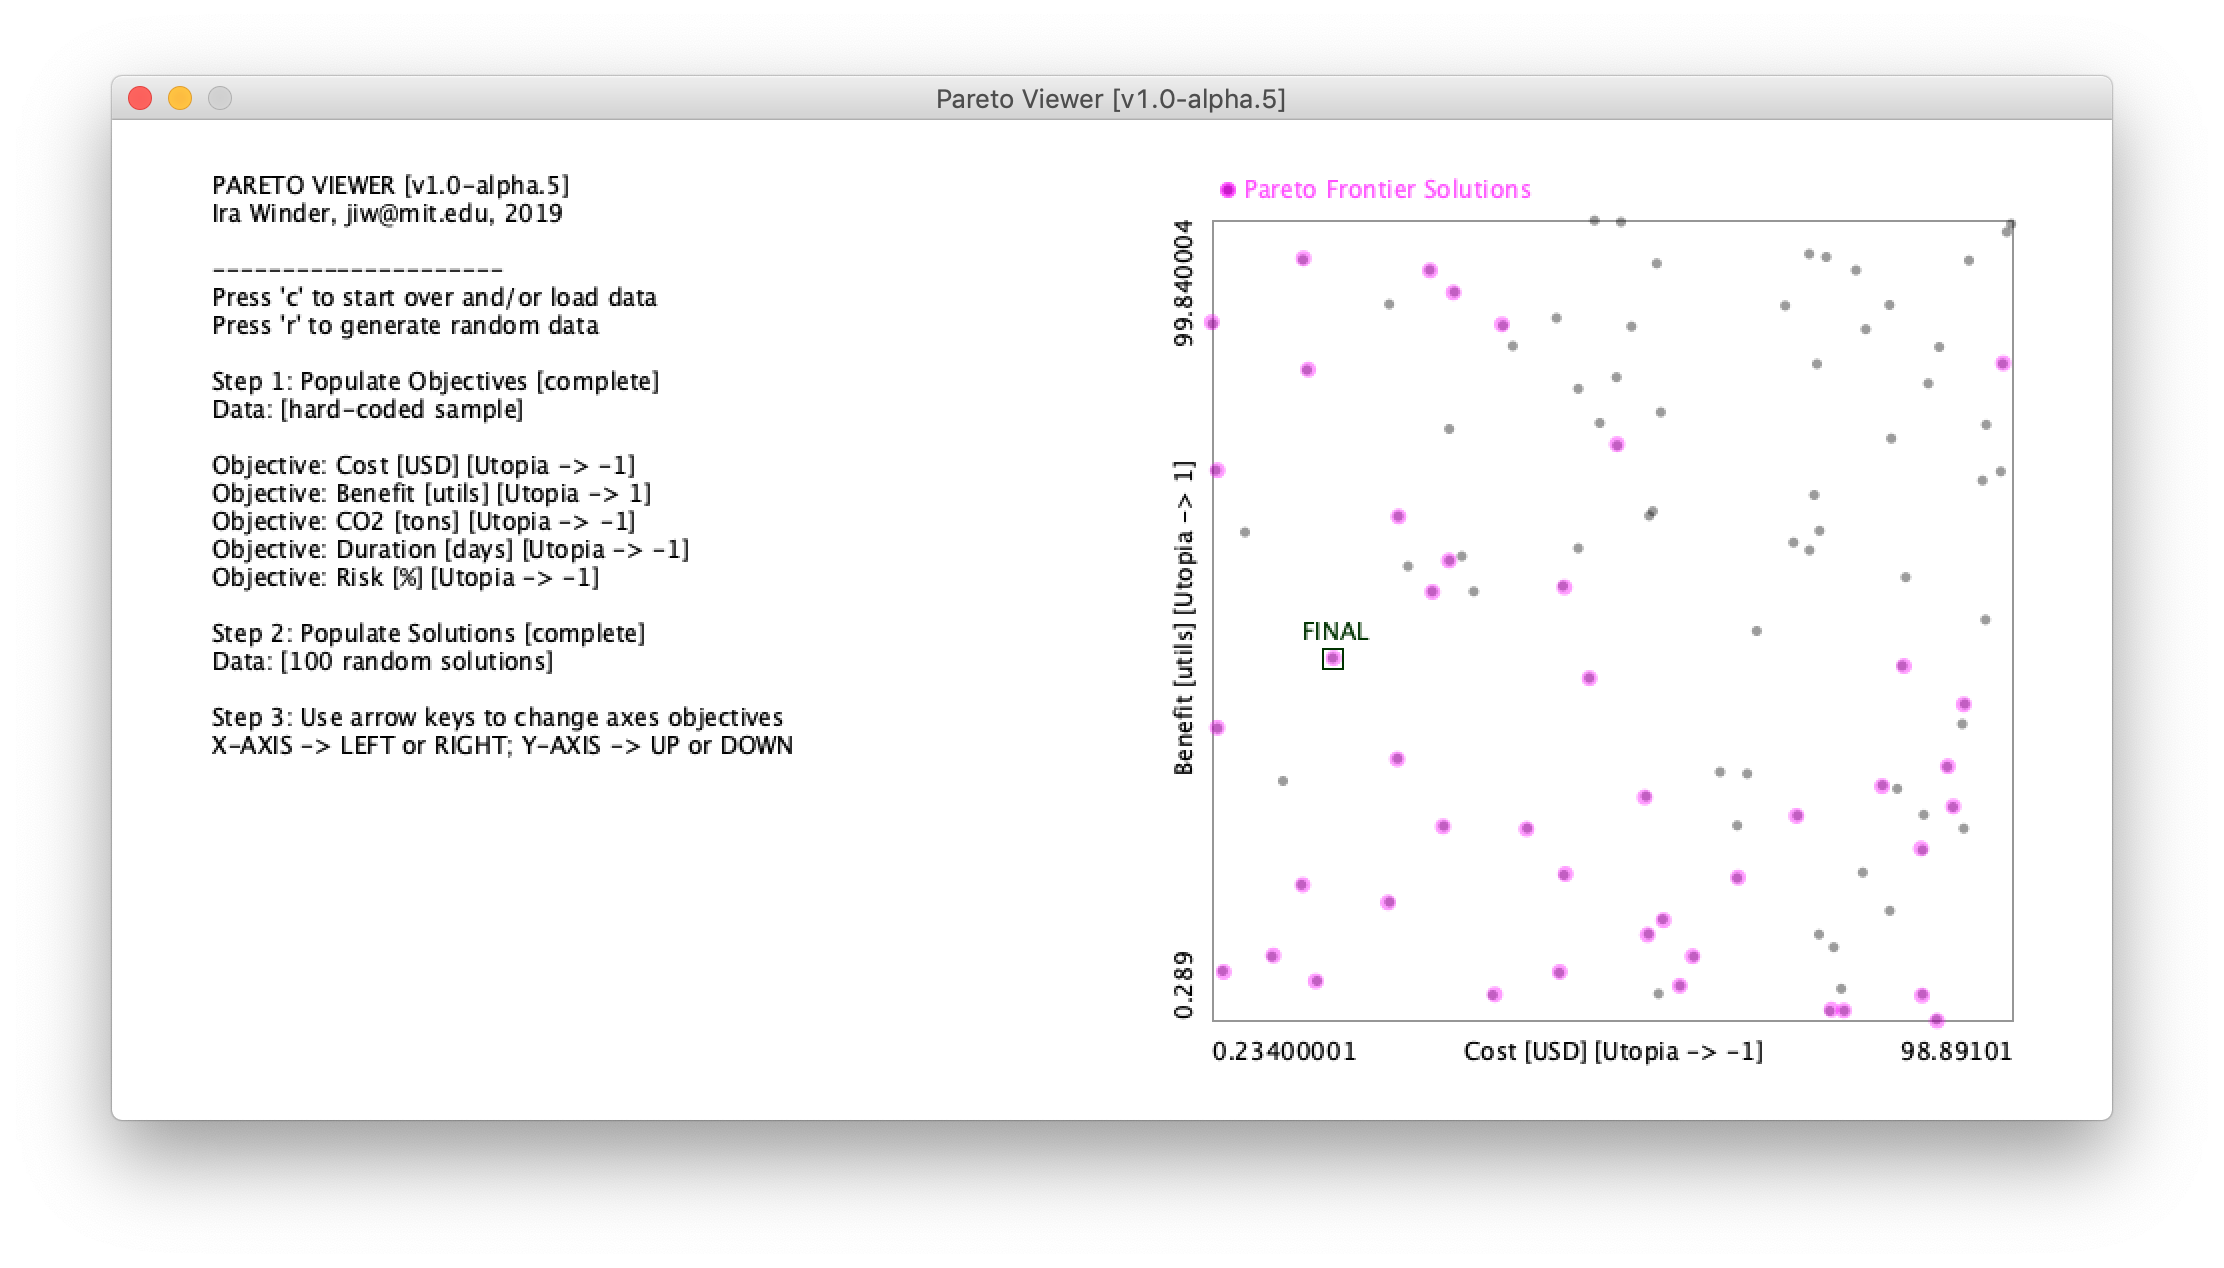 Pareto Viewer [v1.0-alpha.5]
PARETO VIEWER [v1.0-alpha.5]
Ira Winder, jiw@mit.edu, 2019
----------------------
Press 'c' to start over and/or load data
Press 'r' to generate random data
Step 1: Populate Objectives [complete]
Data: [hard-coded sample]
Objective: Cost [USD] [Utopia -> -1]
Objective: Benefit [utils] [Utopia -> 1]
Objective: CO2 [tons] [Utopia -> -1]
Objective: Duration [days] [Utopia -> -1]
Objective: Risk [%] [Utopia -> -1]
Step 2: Populate Solutions [complete]
Data: [100 random solutions]
Step 3: Use arrow keys to change axes objectives
X-AXIS -> LEFT or RIGHT; Y-AXIS -> UP or DOWN
Pareto Frontier Solutions
99.840004
Benefit [utils] [Utopia -> 1]
0.289
FINAL
0.23400001
Cost [USD] [Utopia -> -1]
98.89101